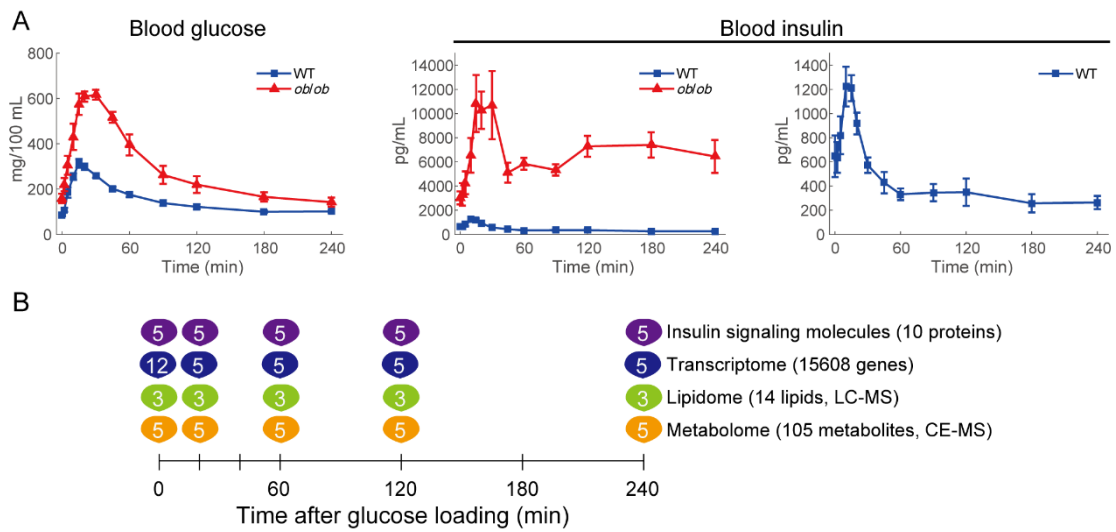 A
Blood glucose
Blood insulin
800
600
400
200
0
mg/100 mL
WT
ob/ob
0 60 120 180 240
Time (min)
14000
12000
10000
8000
6000
4000
2000
0
pg/mL
WT
ob/ob
0 60 120 180 240
Time (min)
1400
1200
1000
800
600
400
200
0
pg/mL
WT
0 60 120 180 240
Time (min)
B
5 5 5 5 5 Insulin signaling molecules (10 proteins)
12 5 5 5 5 Transcriptome (15608 genes)
3 3 3 3 3 Lipidome (14 lipids, LC-MS)
5 5 5 5 5 Metabolome (105 metabolites, CE-MS)
0 60 120 180 240
Time after glucose loading (min)